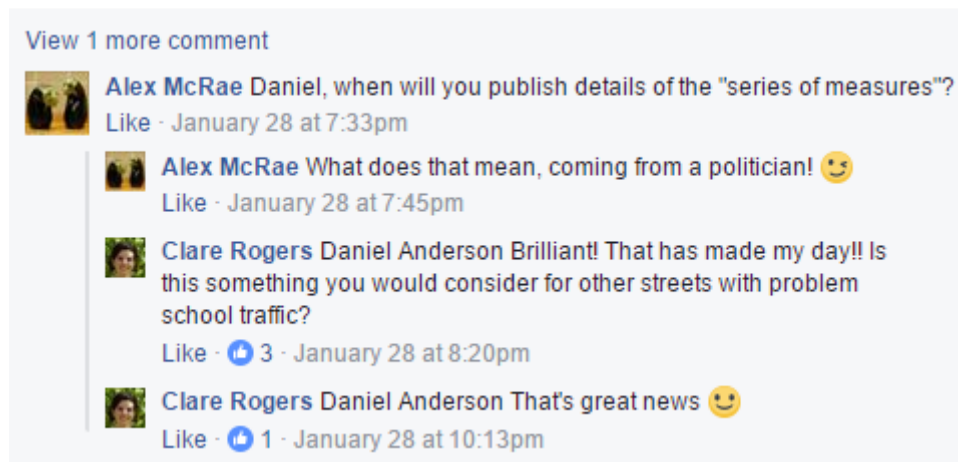 View 1 more comment
Alex McRae Daniel, when will you publish details of the "series of measures"?
Like · January 28 at 7:33pm
Alex McRae What does that mean, coming from a politician! 😉
Like · January 28 at 7:45pm
Clare Rogers Daniel Anderson Brilliant! That has made my day!! Is
this something you would consider for other streets with problem
school traffic?
Like · 3 · January 28 at 8:20pm
Clare Rogers Daniel Anderson That's great news 🙂
Like · 1 · January 28 at 10:13pm